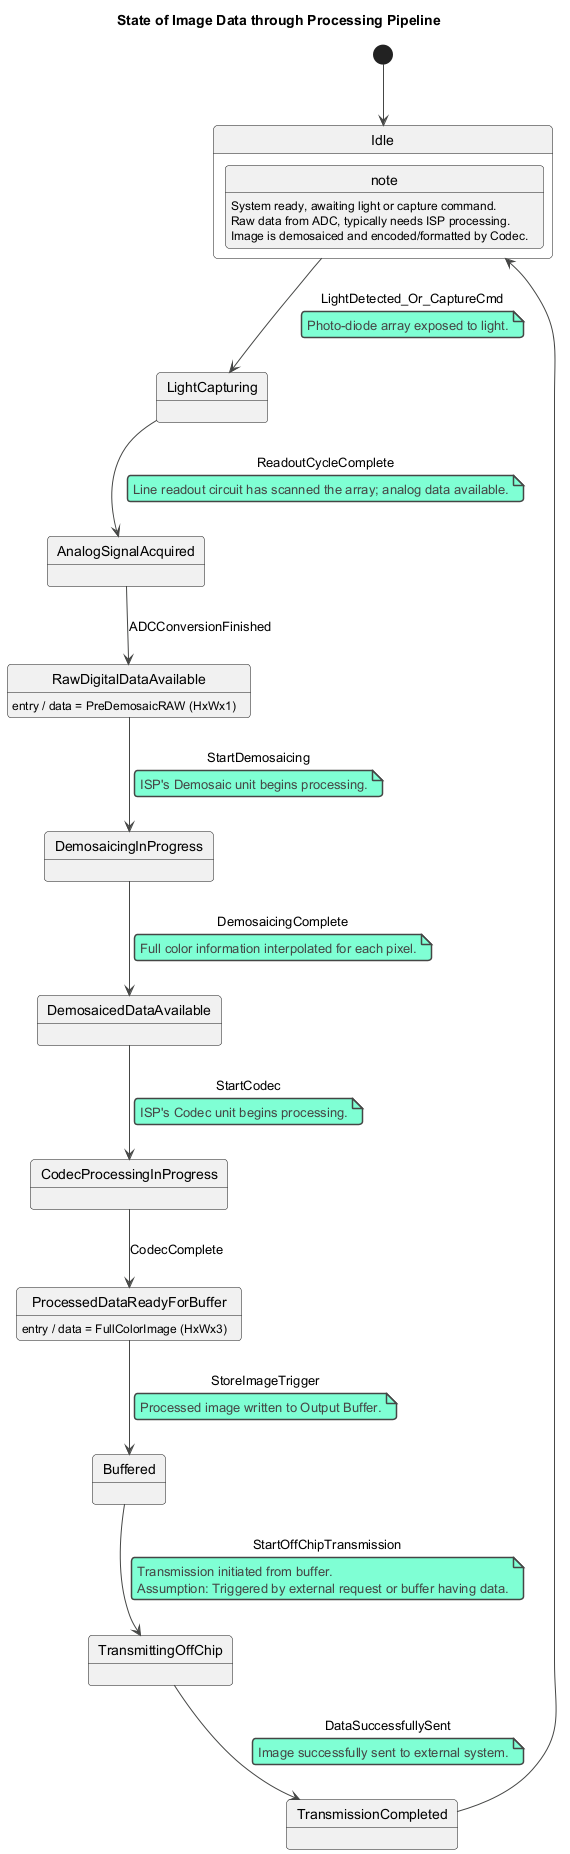 State of Image Data through Processing Pipeline
Idle
note
System ready, awaiting light or capture command.
Raw data from ADC, typically needs ISP processing.
Image is demosaiced and encoded/formatted by Codec.
LightDetected_Or_CaptureCmd
Photo-diode array exposed to light.
LightCapturing
ReadoutCycleComplete
Line readout circuit has scanned the array; analog data available.
AnalogSignalAcquired
ADCConversionFinished
RawDigitalDataAvailable
entry / data = PreDemosaicRAW (HxWx1)
StartDemosaicing
ISP's Demosaic unit begins processing.
DemosaicingInProgress
DemosaicingComplete
Full color information interpolated for each pixel.
DemosaicedDataAvailable
StartCodec
ISP's Codec unit begins processing.
CodecProcessingInProgress
CodecComplete
ProcessedDataReadyForBuffer
entry / data = FullColorImage (HxWx3)
StoreImageTrigger
Processed image written to Output Buffer.
Buffered
StartOffChipTransmission
Transmission initiated from buffer.
Assumption: Triggered by external request or buffer having data.
TransmittingOffChip
DataSuccessfullySent
Image successfully sent to external system.
TransmissionCompleted